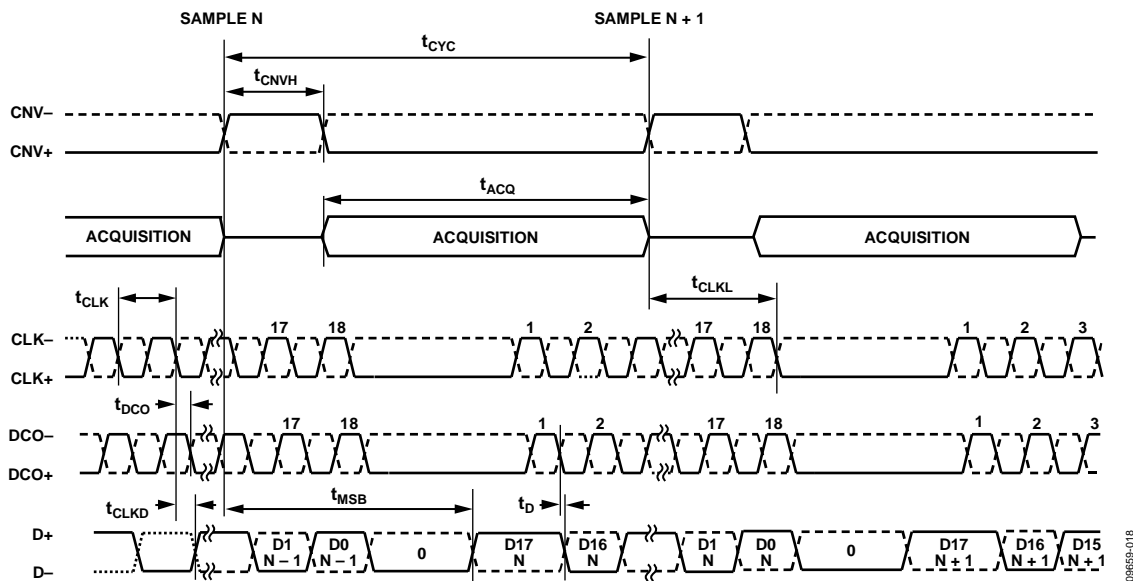 SAMPLE N SAMPLE N + 1
tCYC
tCNVH
CNV–
CNV+
tACQ
ACQUISITION ACQUISITION ACQUISITION
tCLK tCLKL
17 18 1 2 17 18 1 2 3
CLK–
CLK+
tDCO
17 18 1 2 17 18 1 2 3
DCO–
DCO+
tCLKD tMSB tD
D+
D1 D0 0 D17 D16 D1 D0 0 D17 D16 D15
N – 1 N – 1 N N N N N + 1 N + 1 N + 1
D–
09659-018